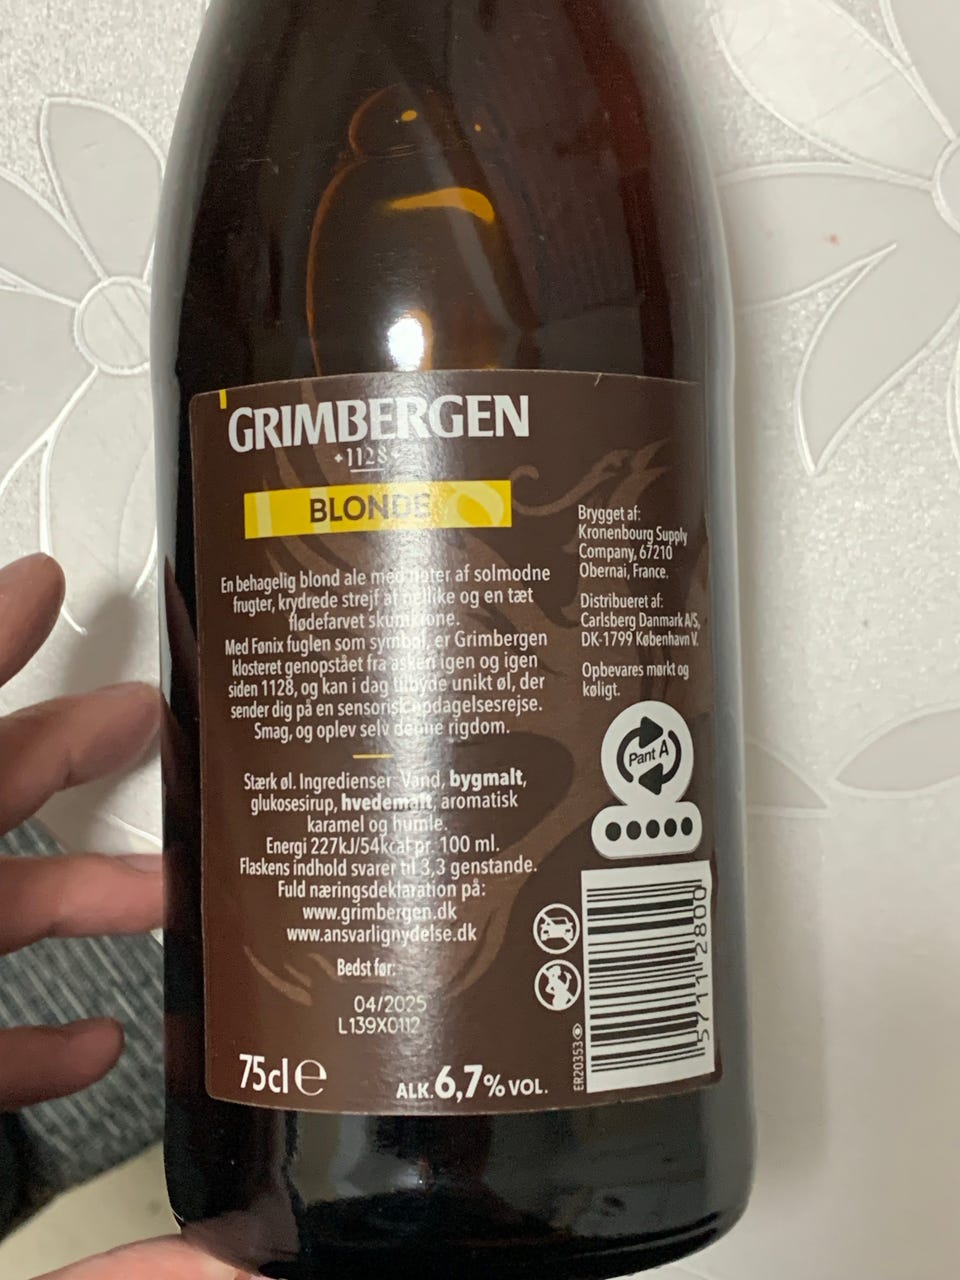 GRIMBERGEN
1128
BLONDE
En behagelig blond ale med noter af solmodne
frugter, krydrede strejf af nellike og en tæt
flødefarvet skumkrone.
Med Fønix fuglen som symbol, er Grimbergen
klosteret genopstået fra asken igen og igen
siden 1128, og kan i dag tilbyde unikt øl, der
sender dig på en sensorisk opdagelsesrejse.
Smag, og oplev selv denne rigdom.
Stærk øl. Ingredienser: Vand, bygmalt,
glukosesirup, hvedemalt, aromatisk
karamel og humle.
Energi 227kJ/54kcal pr. 100 ml.
Flaskens indhold svarer til 3,3 genstande.
Fuld næringsdeklaration på:
www.grimbergen.dk
www.ansvarlignydelse.dk
Bedst før:
04/2025
L139X0112
75cl e
ALK. 6,7% VOL.
Brygget af:
Kronenbourg Supply
Company, 67210
Obernai, France.
Distribueret af:
Carlsberg Danmark A/S,
DK-1799 København V.
Opbevares mørkt og
køligt.
Pant A
5711 2800
ER20353